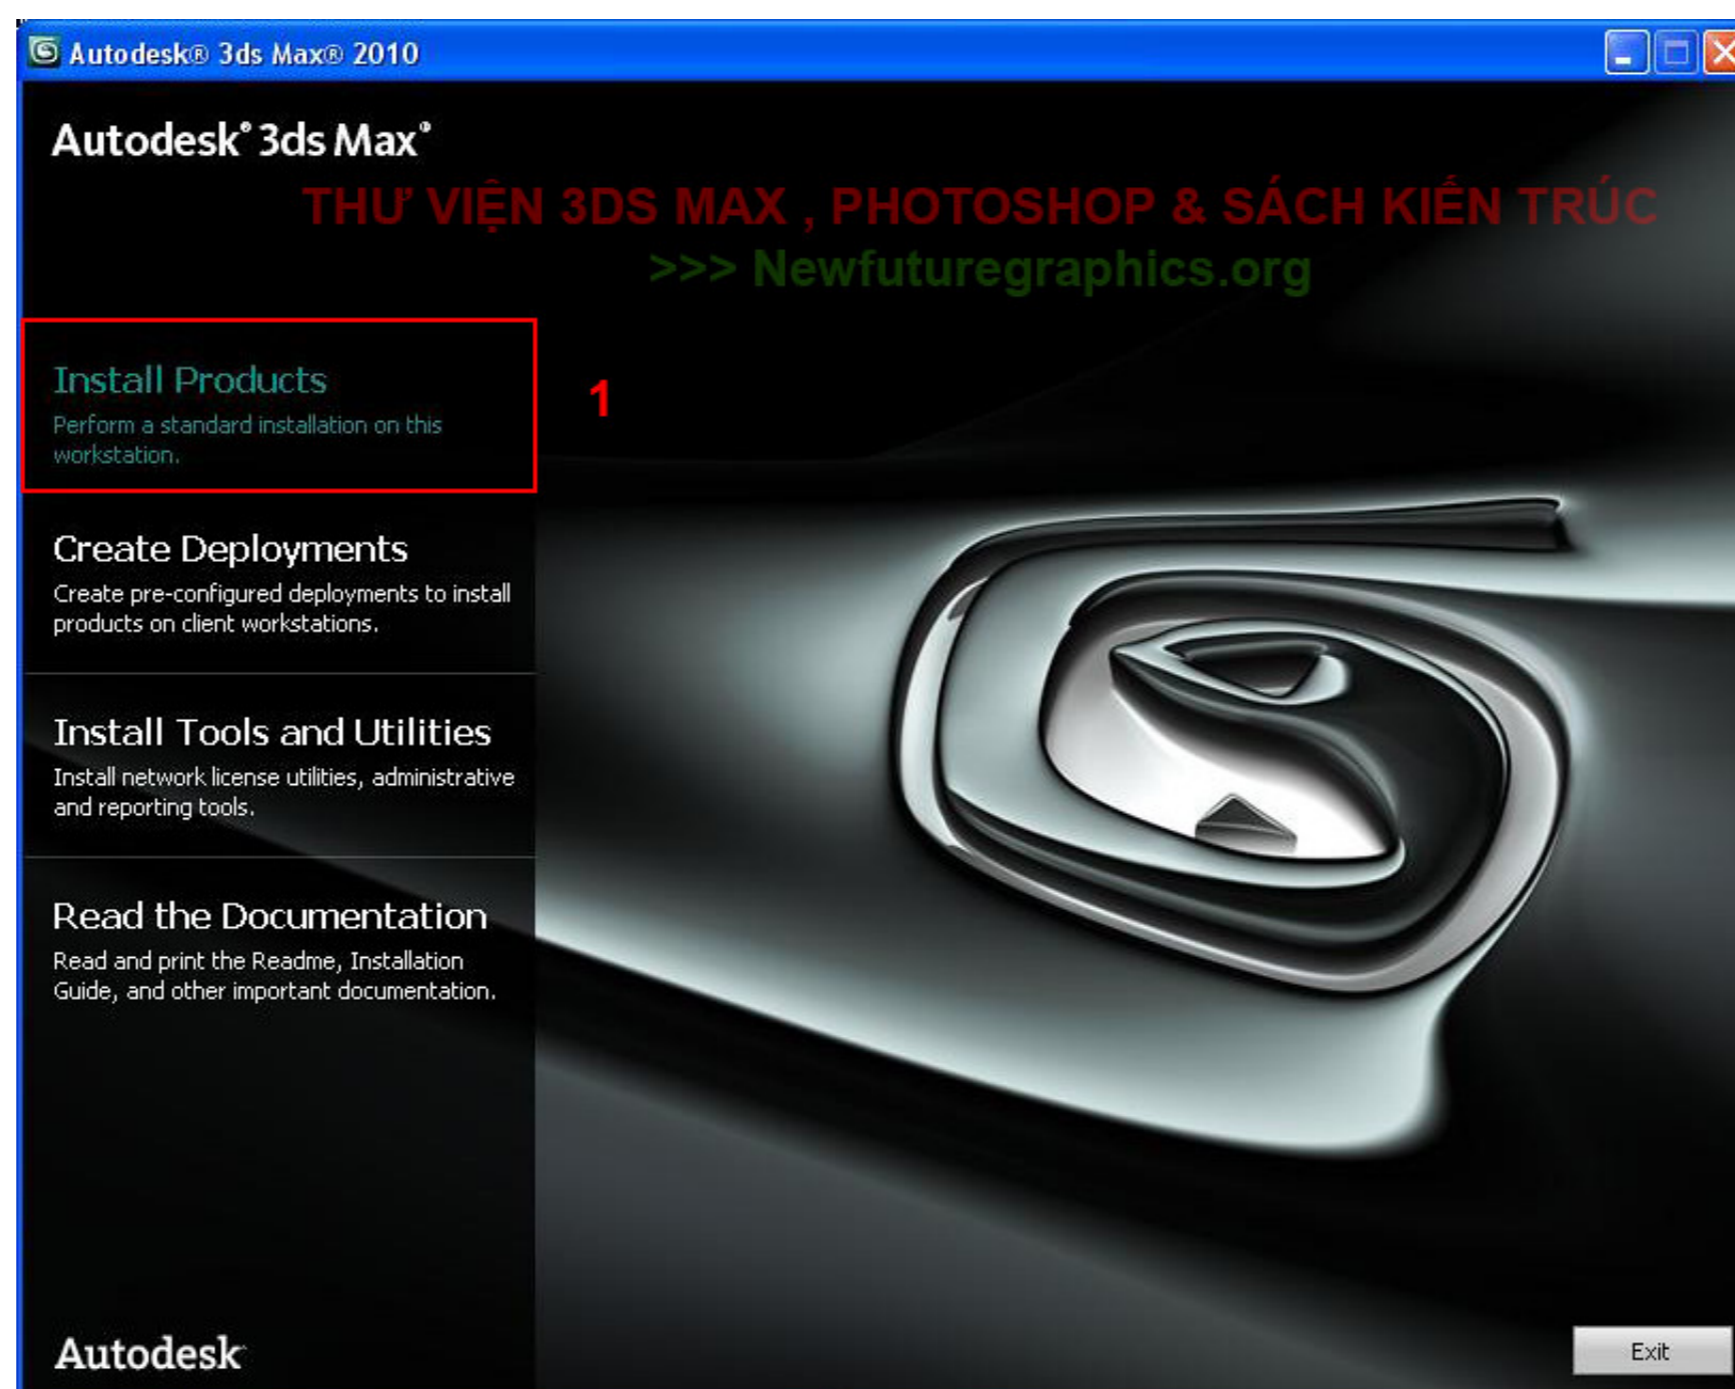 Autodesk® 3ds Max® 2010
Autodesk® 3ds Max®
THƯ VIỆN 3DS MAX , PHOTOSHOP & SÁCH KIẾN TRÚC
>>> Newfuturegraphics.org
Install Products
1
Perform a standard installation on this
workstation.
Create Deployments
Create pre-configured deployments to install
products on client workstations.
Install Tools and Utilities
Install network license utilities, administrative
and reporting tools.
Read the Documentation
Read and print the Readme, Installation
Guide, and other important documentation.
Autodesk
Exit